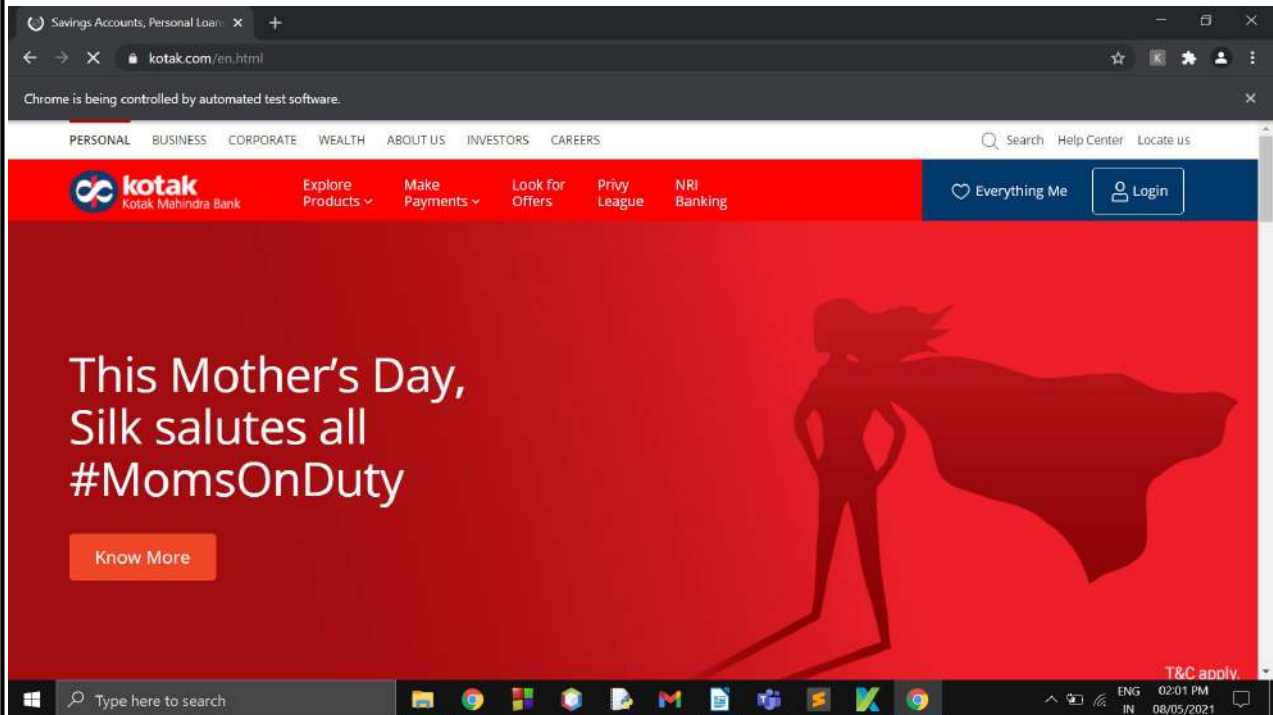 Savings Accounts, Personal Loan
kotak.com/en.html
K
Chrome is being controlled by automated test software.
PERSONAL BUSINESS CORPORATE WEALTH ABOUT US INVESTORS CAREERS Search Help Center Locate us
kotak
Kotak Mahindra Bank
Explore Products
Make Payments
Look for Offers
Privy League
NRI Banking
Everything Me
Login
This Mother's Day,
Silk salutes all
#MomsOnDuty
Know More
T&C apply.
Type here to search
ENG
IN
02:01 PM
08/05/2021